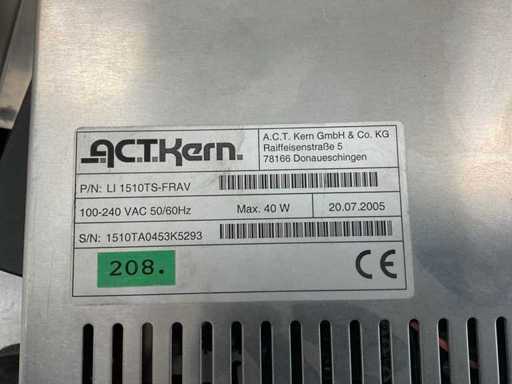 A.C.T.Kern.
A.C.T. Kern GmbH & Co. KG
Raiffeisenstraße 5
78166 Donaueschingen
P/N: LI 1510TS-FRAV
100-240 VAC 50/60Hz
Max. 40 W
20.07.2005
S/N: 1510TA0453K5293
208.
CE